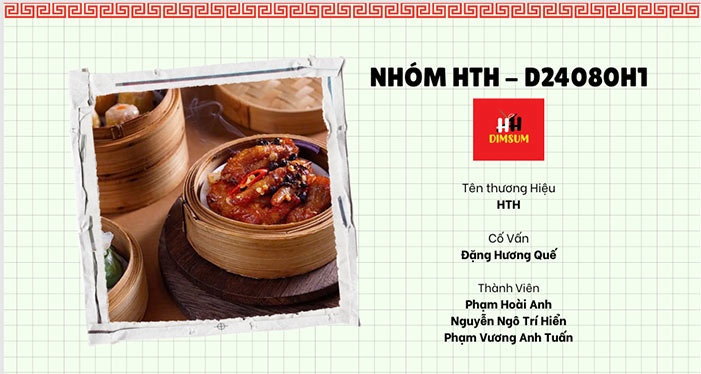 NHÓM HTH – D24080H1
HH
DIMSUM
Tên thương Hiệu
HTH
Cố Vấn
Đặng Hương Quế
Thành Viên
Phạm Hoài Anh
Nguyễn Ngô Trí Hiển
Phạm Vương Anh Tuấn